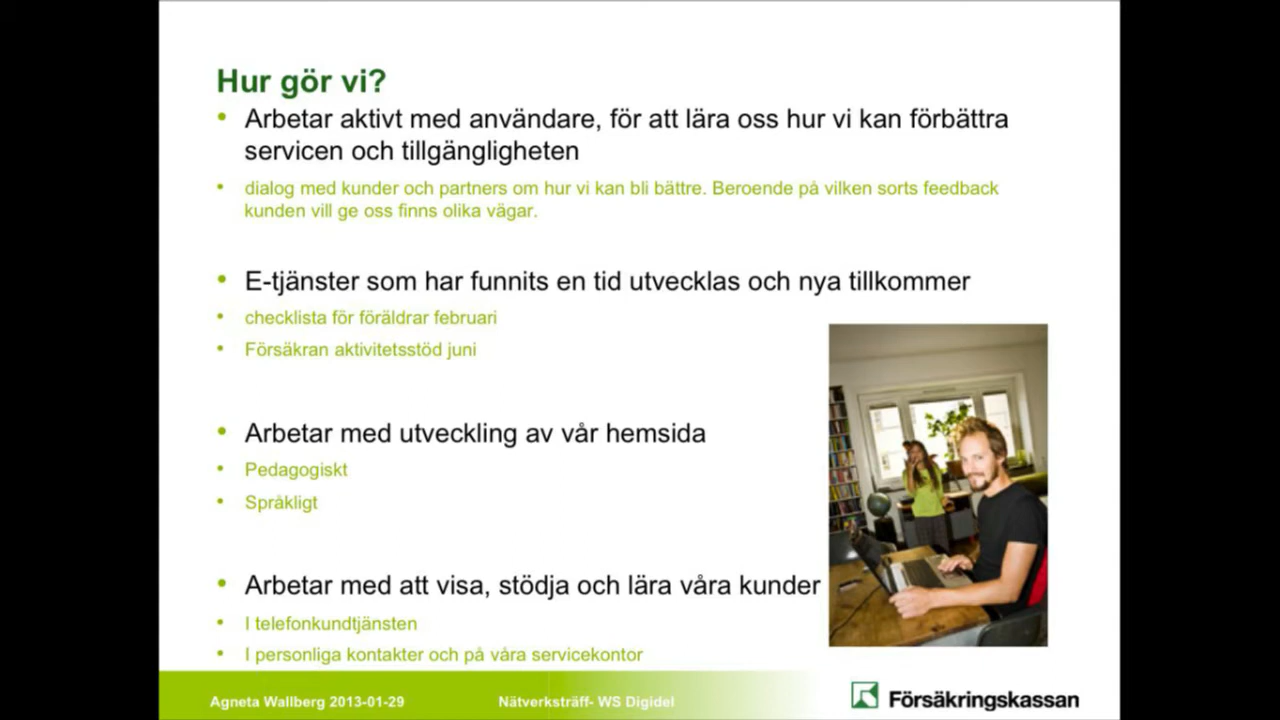 Hur gör vi?
• Arbetar aktivt med användare, för att lära oss hur vi kan förbättra
servicen och tillgängligheten
• dialog med kunder och partners om hur vi kan bli bättre. Beroende på vilken sorts feedback
kunden vill ge oss finns olika vägar.
• E-tjänster som har funnits en tid utvecklas och nya tillkommer
• checklista för föräldrar februari
• Försäkran aktivitetsstöd juni
• Arbetar med utveckling av vår hemsida
• Pedagogiskt
• Språkligt
• Arbetar med att visa, stödja och lära våra kunder
• I telefonkundtjänsten
• I personliga kontakter och på våra servicekontor
Agneta Wallberg 2013-01-29
Nätverksträff- WS Digidel
Försäkringskassan